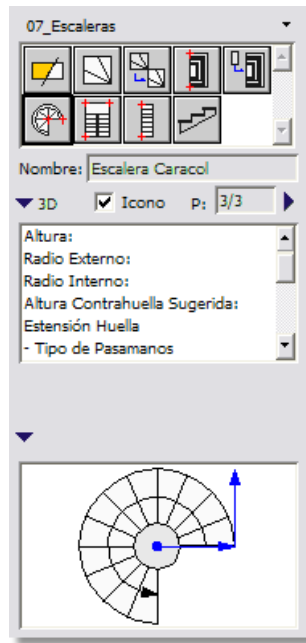 07_Escaleras
Nombre: Escalera Caracol
3D Icono P: 3/3
Altura:
Radio Externo:
Radio Interno:
Altura Contrahuella Sugerida:
Estensión Huella
- Tipo de Pasamanos